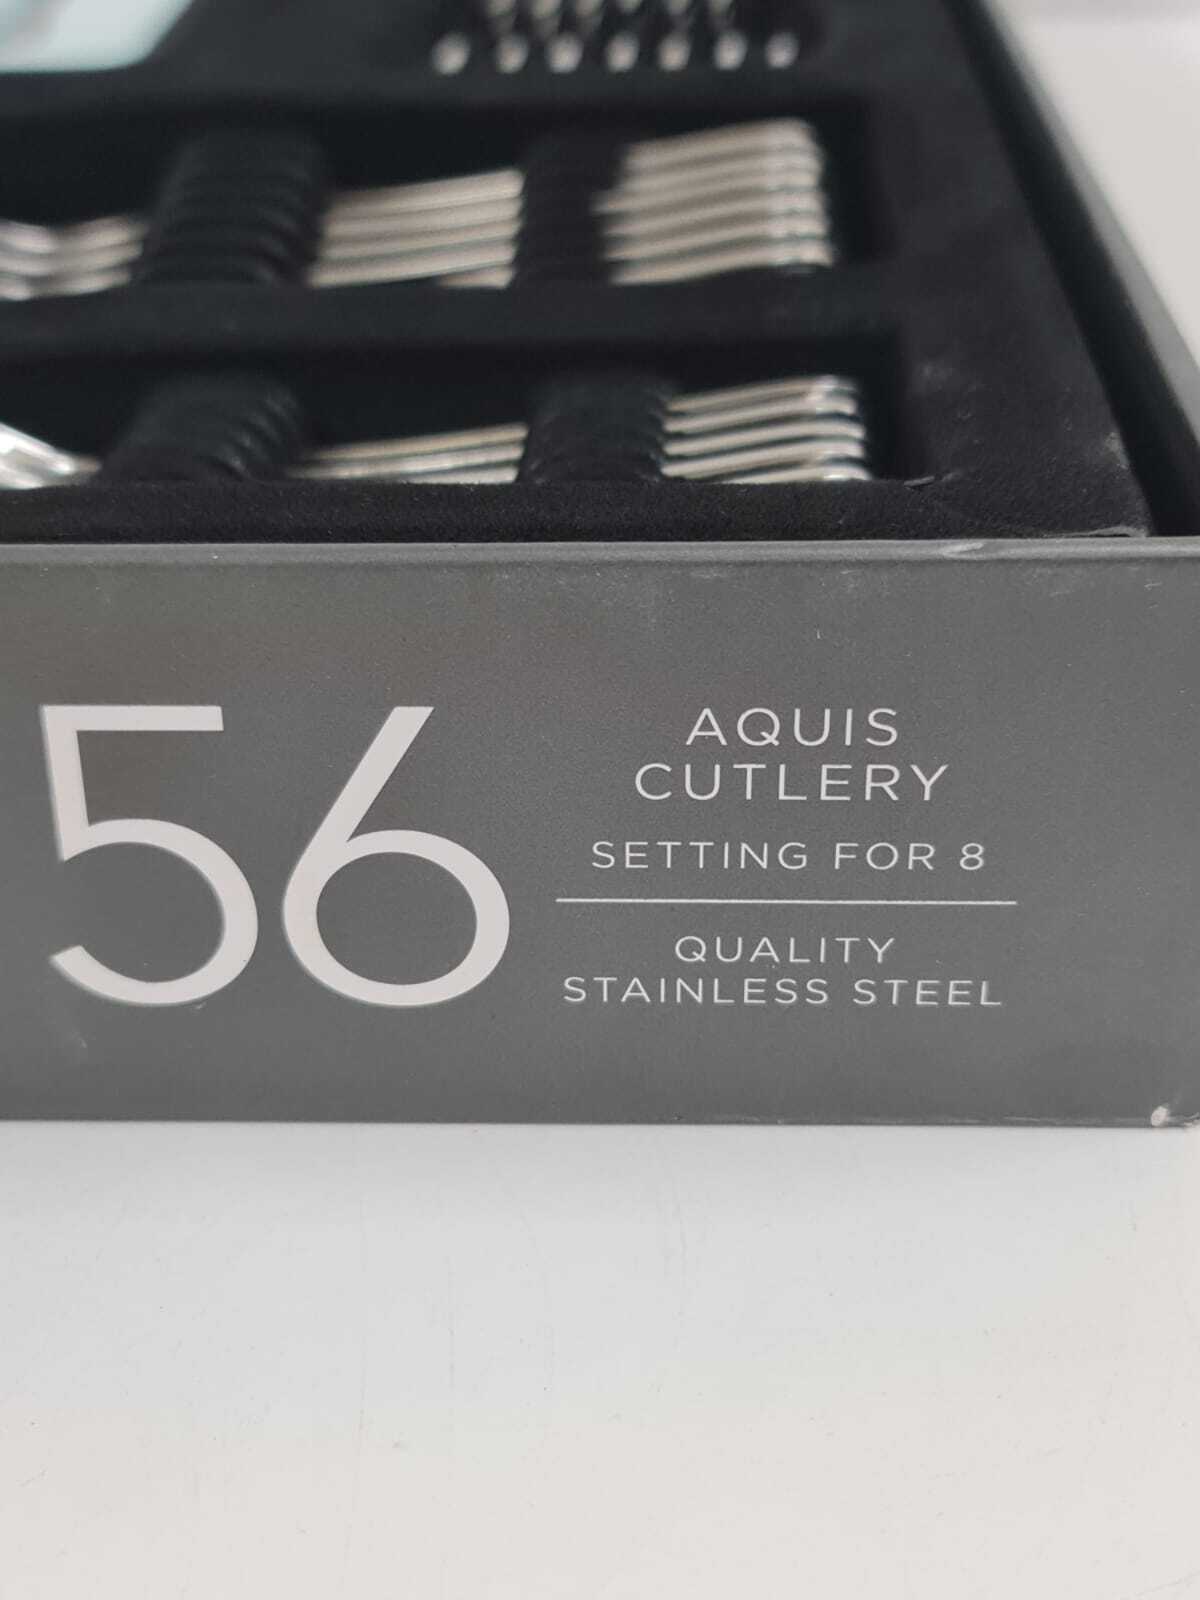 56
AQUIS
CUTLERY
SETTING FOR 8
QUALITY
STAINLESS STEEL